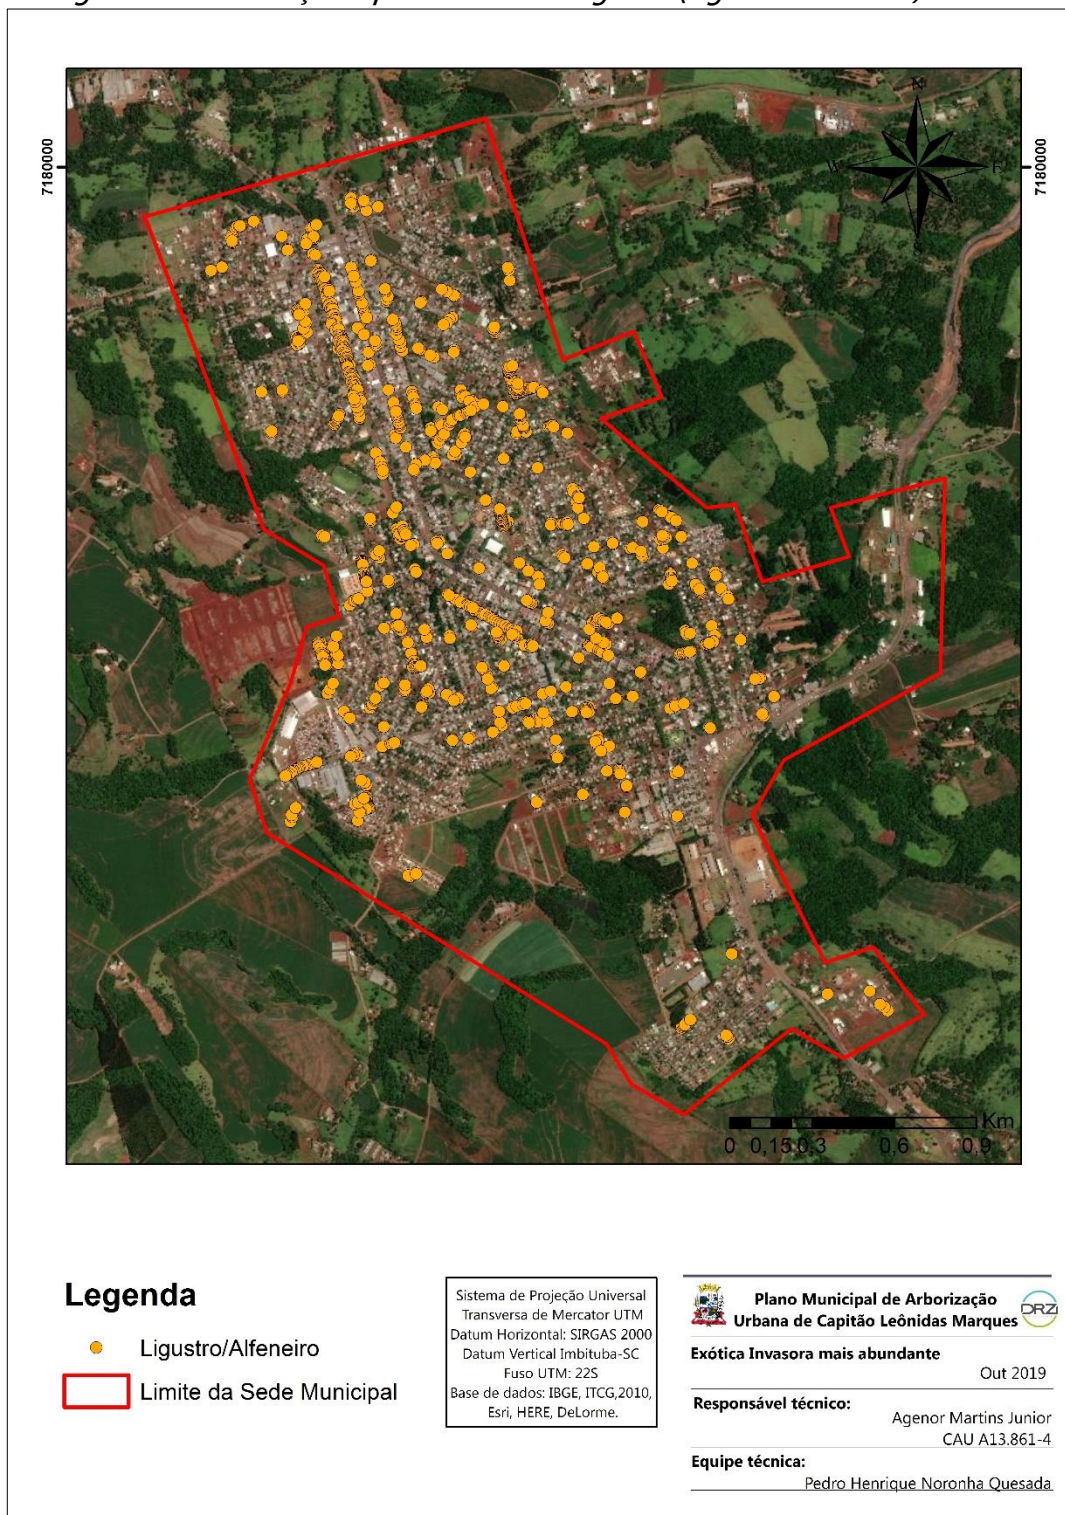 7180000
7180000
N
W
E
Km
0 0,15 0,3 0,6 0,9
Legenda
Ligustro/Alfeneiro
Limite da Sede Municipal
Sistema de Projeção Universal
Transversa de Mercator UTM
Datum Horizontal: SIRGAS 2000
Datum Vertical Imbituba-SC
Fuso UTM: 22S
Base de dados: IBGE, ITCG,2010,
Esri, HERE, DeLorme.
Plano Municipal de Arborização
Urbana de Capitão Leônidas Marques
DRZ
Exótica Invasora mais abundante
Out 2019
Responsável técnico:
Agenor Martins Junior
CAU A13.861-4
Equipe técnica:
Pedro Henrique Noronha Quesada